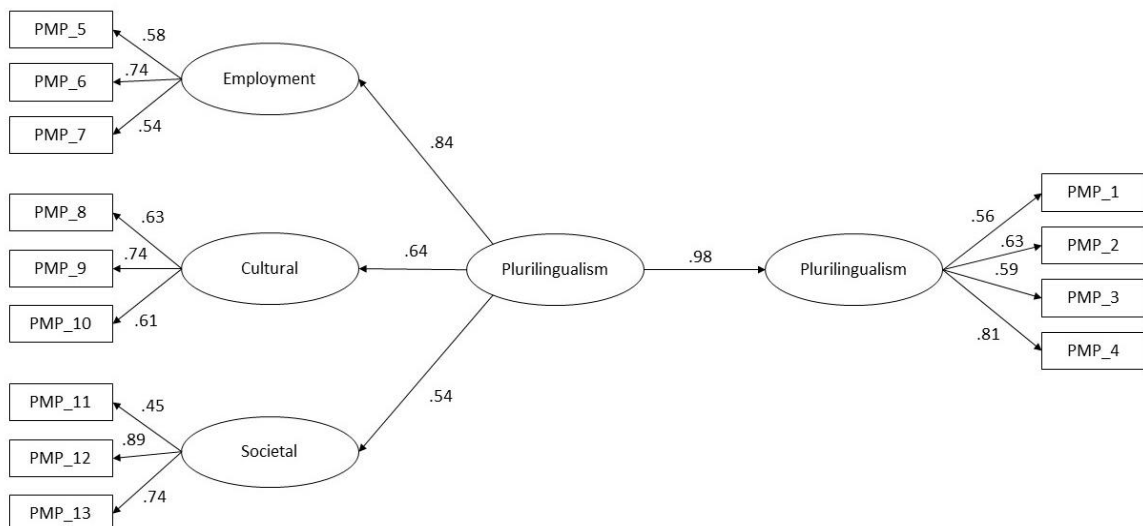 PMP_5
.58
PMP_6
.74
Employment
PMP_7
.54
.84
PMP_8
.63
PMP_9
.74
Cultural
.64
PMP_10
.61
Plurilingualism
.98
Plurilingualism
.56
PMP_1
.63
PMP_2
.59
PMP_3
.81
PMP_4
.54
PMP_11
.45
PMP_12
.89
Societal
PMP_13
.74